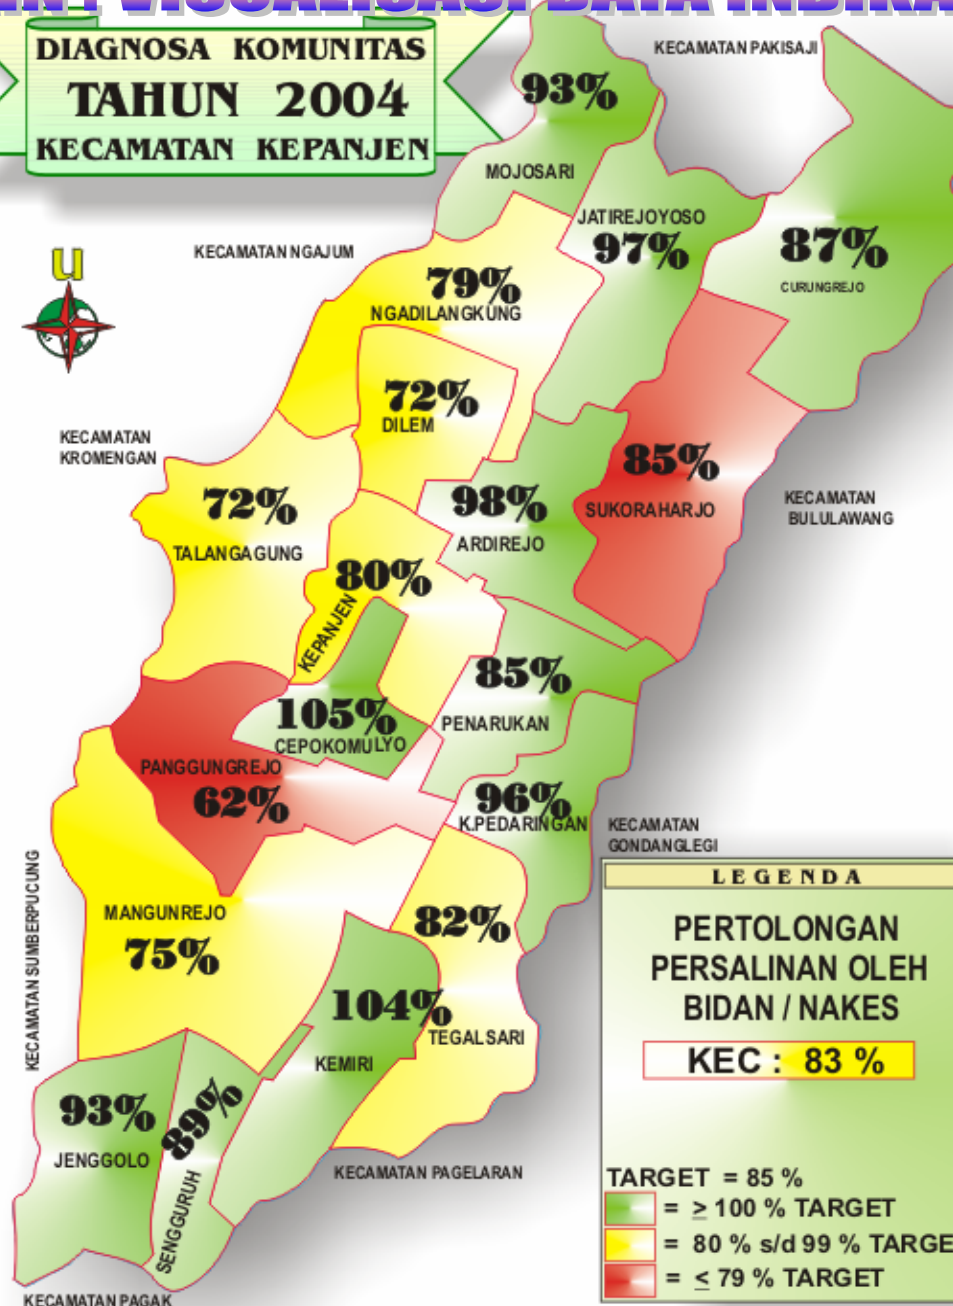 VISUALISASI DATA INDIKA
DIAGNOSA KOMUNITAS
TAHUN 2004
KECAMATAN KEPANJEN
KECAMATAN PAKISAJI
93%
MOJOSARI
JATIREJOYOSO
97%
87%
CURUNGREJO
KECAMATAN NGAJUM
U
79%
NGADILANGKUNG
72%
DILEM
KECAMATAN
KROMENGAN
72%
TALANGAGUNG
98%
ARDIREJO
85%
SUKORAHARJO
KECAMATAN
BULULAWANG
80%
KEPANJEN
85%
PENARUKAN
105%
CEPOKOMULYO
PANGGUNGREJO
62%
96%
K.PEDARINGAN
KECAMATAN
GONDANGLEGI
KECAMATAN SUMBERPUCUNG
MANGUNREJO
75%
82%
TEGALSARI
104%
KEMIRI
93%
JENGGOLO
89%
SENGGURUH
KECAMATAN PAGELARAN
KECAMATAN PAGAK
LEGENDA
PERTOLONGAN
PERSALINAN OLEH
BIDAN / NAKES
KEC : 83 %
TARGET = 85 %
= ≥ 100 % TARGET
= 80 % s/d 99 % TARGE
= ≤ 79 % TARGET